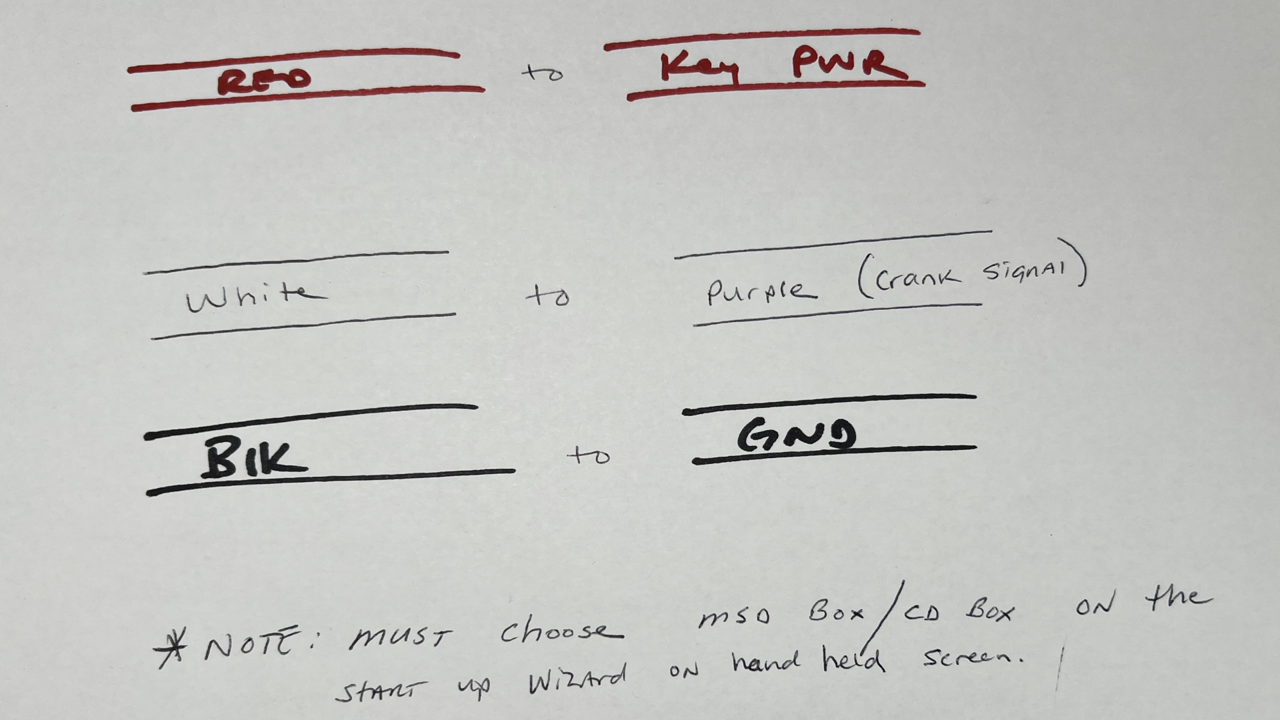 RED to Key PWR
White to Purple (Crank Signal)
BlK to GND
*NOTE: MUST Choose MSD Box/CD Box ON the
START up Wizard ON hand held Screen.